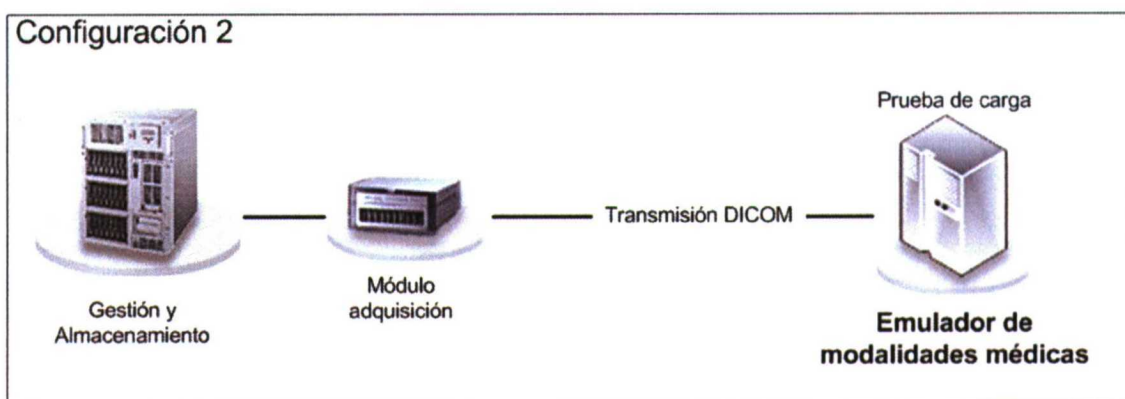 Configuración 2
Prueba de carga
Transmisión DICOM
Módulo
adquisición
Gestión y
Almacenamiento
Emulador de
modalidades médicas